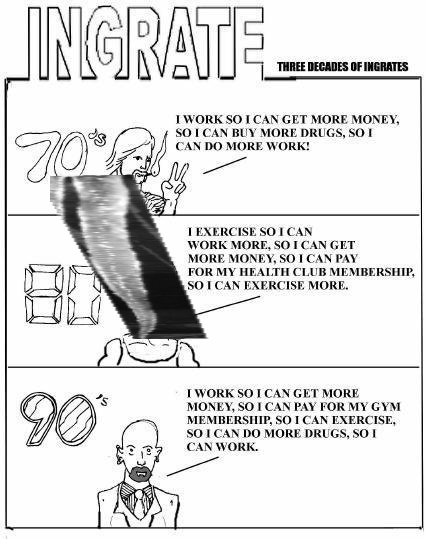 INGRATE
THREE DECADES OF INGRATES
70's
I WORK SO I CAN GET MORE MONEY,
SO I CAN BUY MORE DRUGS, SO I
CAN DO MORE WORK!
80
I EXERCISE SO I CAN
WORK MORE, SO I CAN GET
MORE MONEY, SO I CAN PAY
FOR MY HEALTH CLUB MEMBERSHIP,
SO I CAN EXERCISE MORE.
90's
I WORK SO I CAN GET MORE
MONEY, SO I CAN PAY FOR MY GYM
MEMBERSHIP, SO I CAN EXERCISE,
SO I CAN DO MORE DRUGS, SO I
CAN WORK.